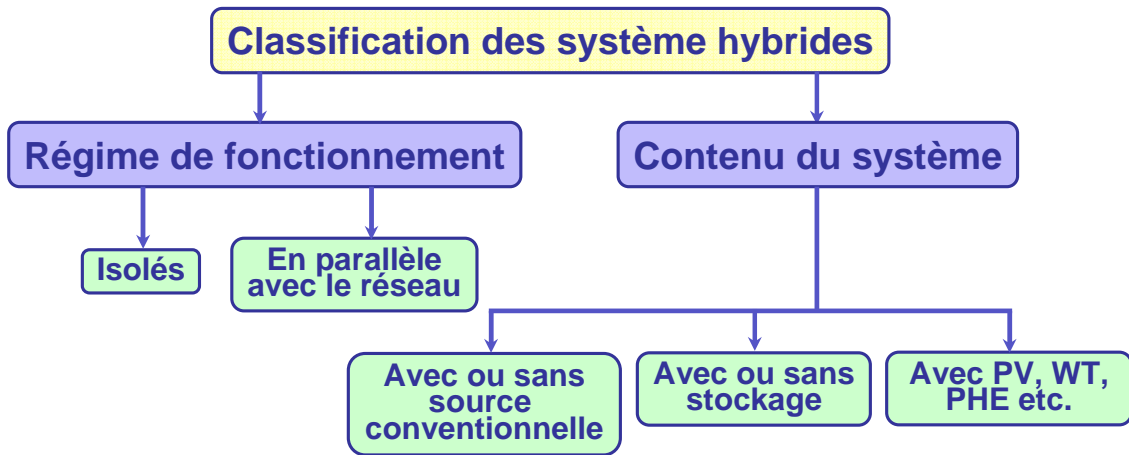 Classification des système hybrides
Régime de fonctionnement
Contenu du système
Isolés
En parallèle
avec le réseau
Avec ou sans
source
conventionnelle
Avec ou sans
stockage
Avec PV, WT,
PHE etc.